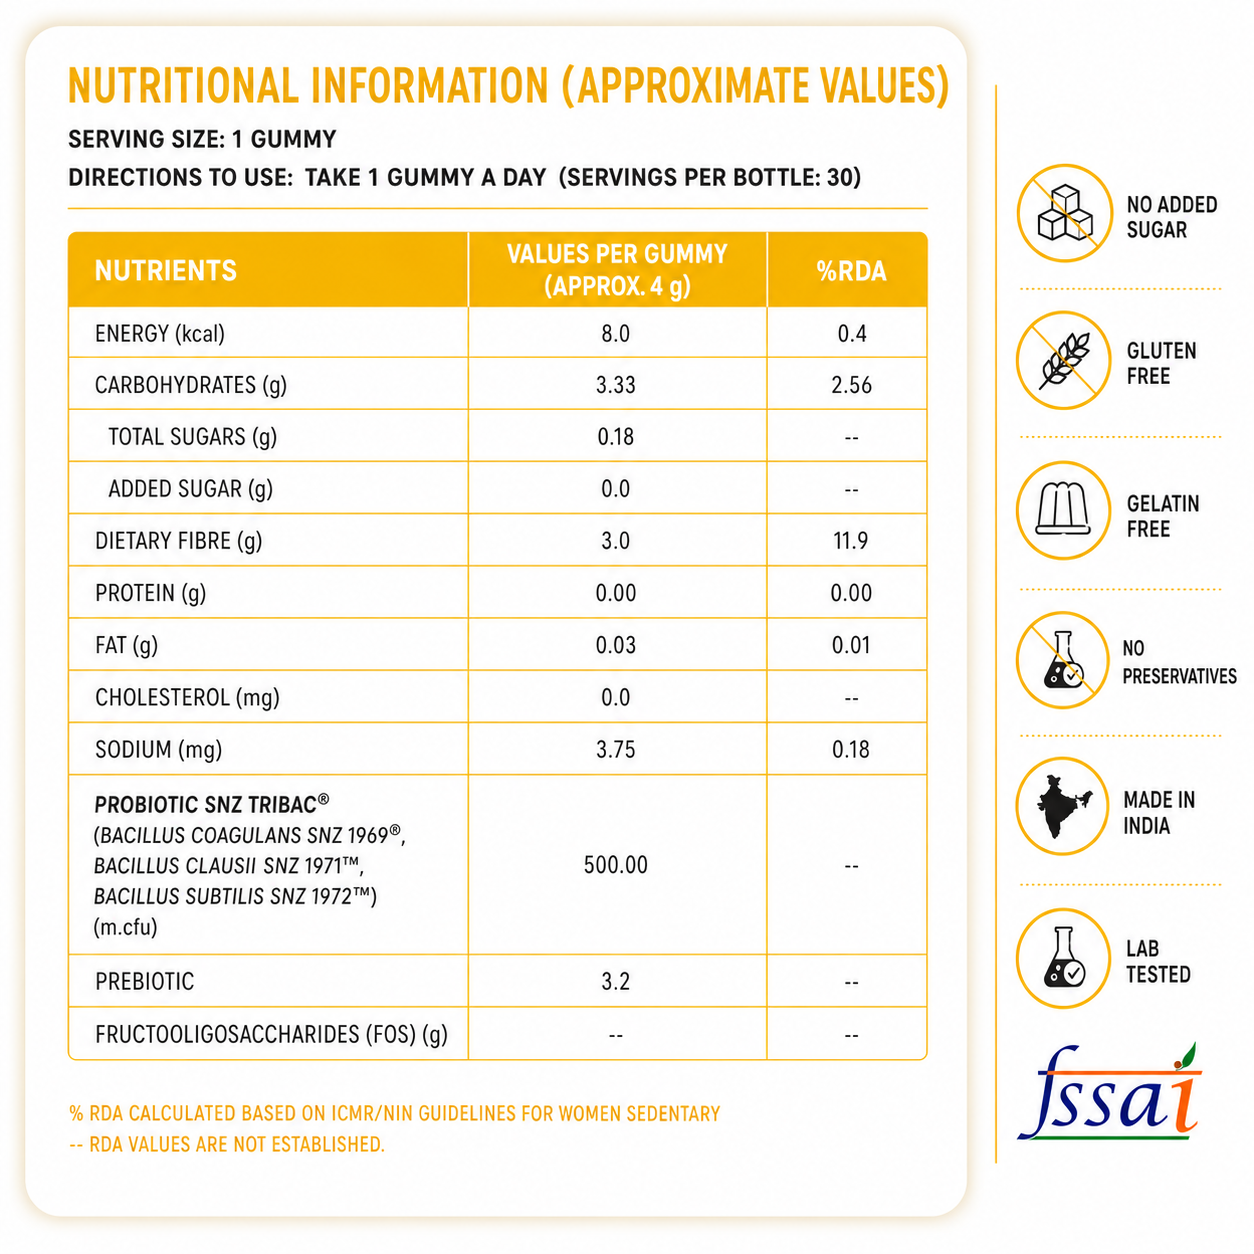 NUTRITIONAL INFORMATION (APPROXIMATE VALUES)
SERVING SIZE: 1 GUMMY
DIRECTIONS TO USE: TAKE 1 GUMMY A DAY (SERVINGS PER BOTTLE: 30)
NUTRIENTS VALUES PER GUMMY (APPROX. 4 g) %RDA
ENERGY (kcal) 8.0 0.4
CARBOHYDRATES (g) 3.33 2.56
TOTAL SUGARS (g) 0.18 --
ADDED SUGAR (g) 0.0 --
DIETARY FIBRE (g) 3.0 11.9
PROTEIN (g) 0.00 0.00
FAT (g) 0.03 0.01
CHOLESTEROL (mg) 0.0 --
SODIUM (mg) 3.75 0.18
PROBIOTIC SNZ TRIBAC®
(BACILLUS COAGULANS SNZ 1969®,
BACILLUS CLAUSII SNZ 1971™, 500.00 --
BACILLUS SUBTILIS SNZ 1972™)
(m.cfu)
PREBIOTIC 3.2 --
FRUCTOOLIGOSACCHARIDES (FOS) (g) -- --
% RDA CALCULATED BASED ON ICMR/NIN GUIDELINES FOR WOMEN SEDENTARY
-- RDA VALUES ARE NOT ESTABLISHED.
NO ADDED
SUGAR
GLUTEN
FREE
GELATIN
FREE
NO
PRESERVATIVES
MADE IN
INDIA
LAB
TESTED
fssai